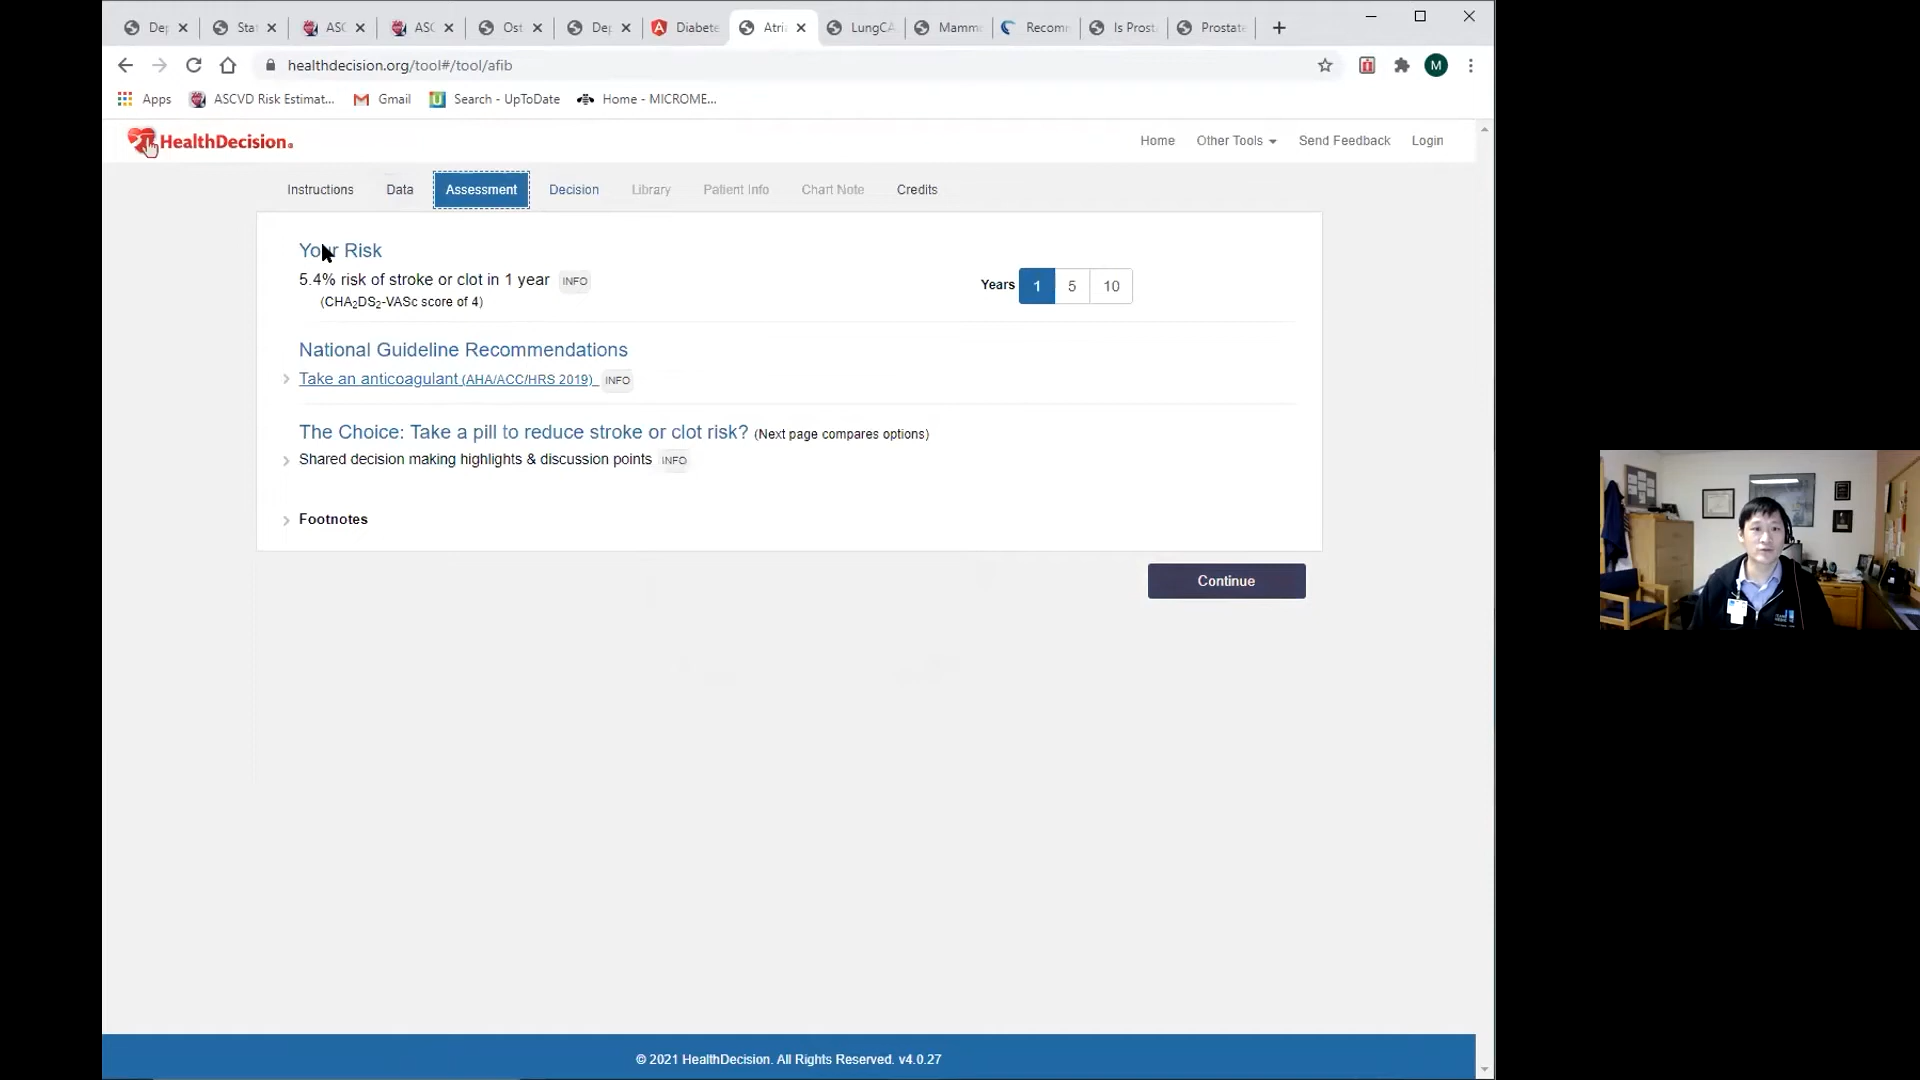 Dep
Sta
ASC
ASC
Ost
Dep
Diabete
Atri
LungCA
Mamm
Recom
Is Prost
Prostate
healthdecision.org/tool#/tool/afib
M
Apps
ASCVD Risk Estimat...
Gmail
Search - UpToDate
Home - MICROME...
HealthDecision.
Home
Other Tools
Send Feedback
Login
Instructions
Data
Assessment
Decision
Library
Patient Info
Chart Note
Credits
Your Risk
5.4% risk of stroke or clot in 1 year INFO
(CHA2DS2-VASc score of 4)
Years 1 5 10
National Guideline Recommendations
Take an anticoagulant (AHA/ACC/HRS 2019) INFO
The Choice: Take a pill to reduce stroke or clot risk? (Next page compares options)
Shared decision making highlights & discussion points INFO
Footnotes
Continue
© 2021 HealthDecision. All Rights Reserved. v4.0.27